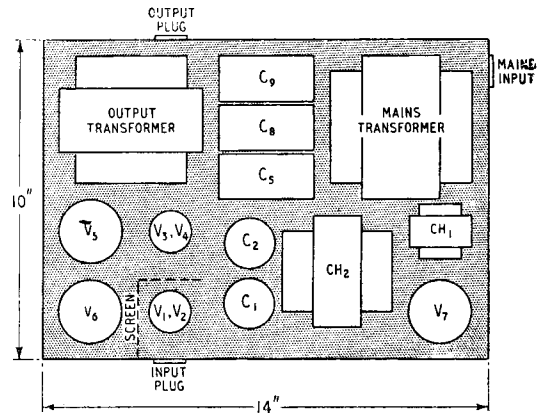 OUTPUT
PLUG
MAINS
INPUT
OUTPUT
TRANSFORMER
C9
C8
C5
MAINS
TRANSFORMER
10"
V5
V3, V4
C2
CH1
CH2
V6
SCREEN
V1, V2
C1
V7
INPUT
PLUG
14"